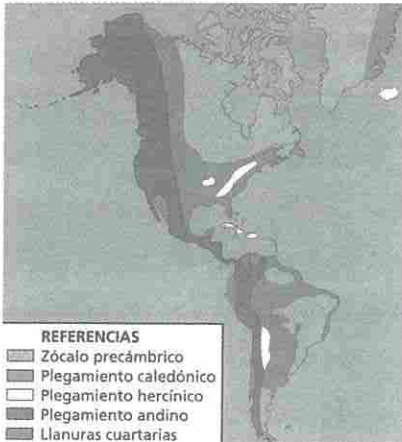 REFERENCIAS
Zócalo precámbrico
Plegamiento caledónico
Plegamiento hercínico
Plegamiento andino
Llanuras cuartarias